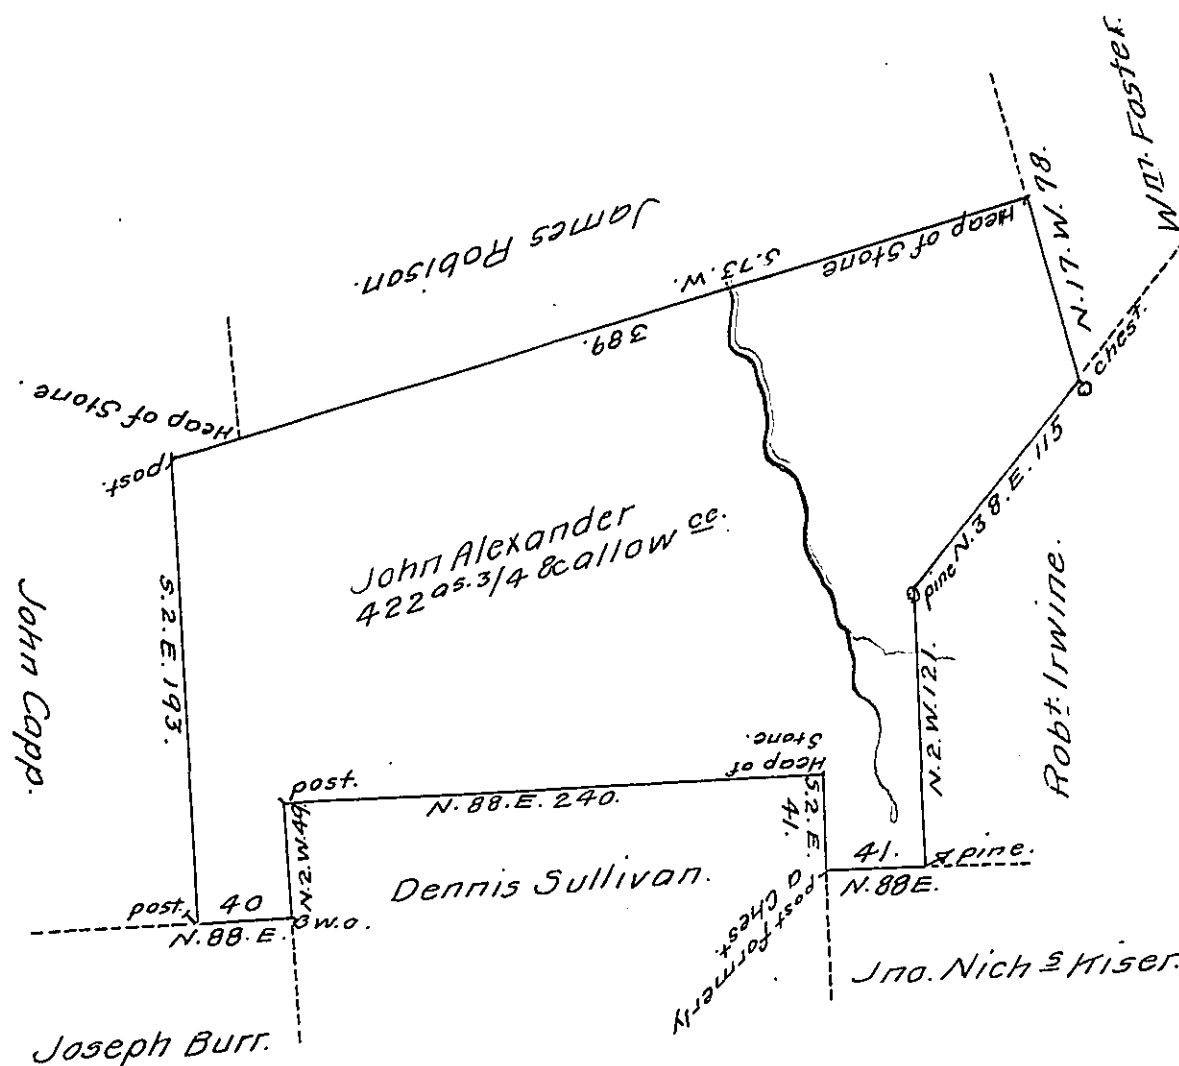 Wm. Foster.
N.17.W.78.
James Robison.
S.73.W.
Heap of Stone
389.
chest.
Heap of Stone.
post.
N.38.E.115
pine
John Alexander
422 as. 3/4 & allow ce.
Robt. Irwine.
John Capp.
S.2.E.193.
N.2.W.121.
Heap of
Stone.
post.
N.88.E.240.
S.2.E.
41.
N.2.W.49
Dennis Sullivan.
41.
pine.
N.88E.
post.
40
N.88.E.
W.O.
post formerly
a Chest.
Jno. Nichs Kiser.
Joseph Burr.